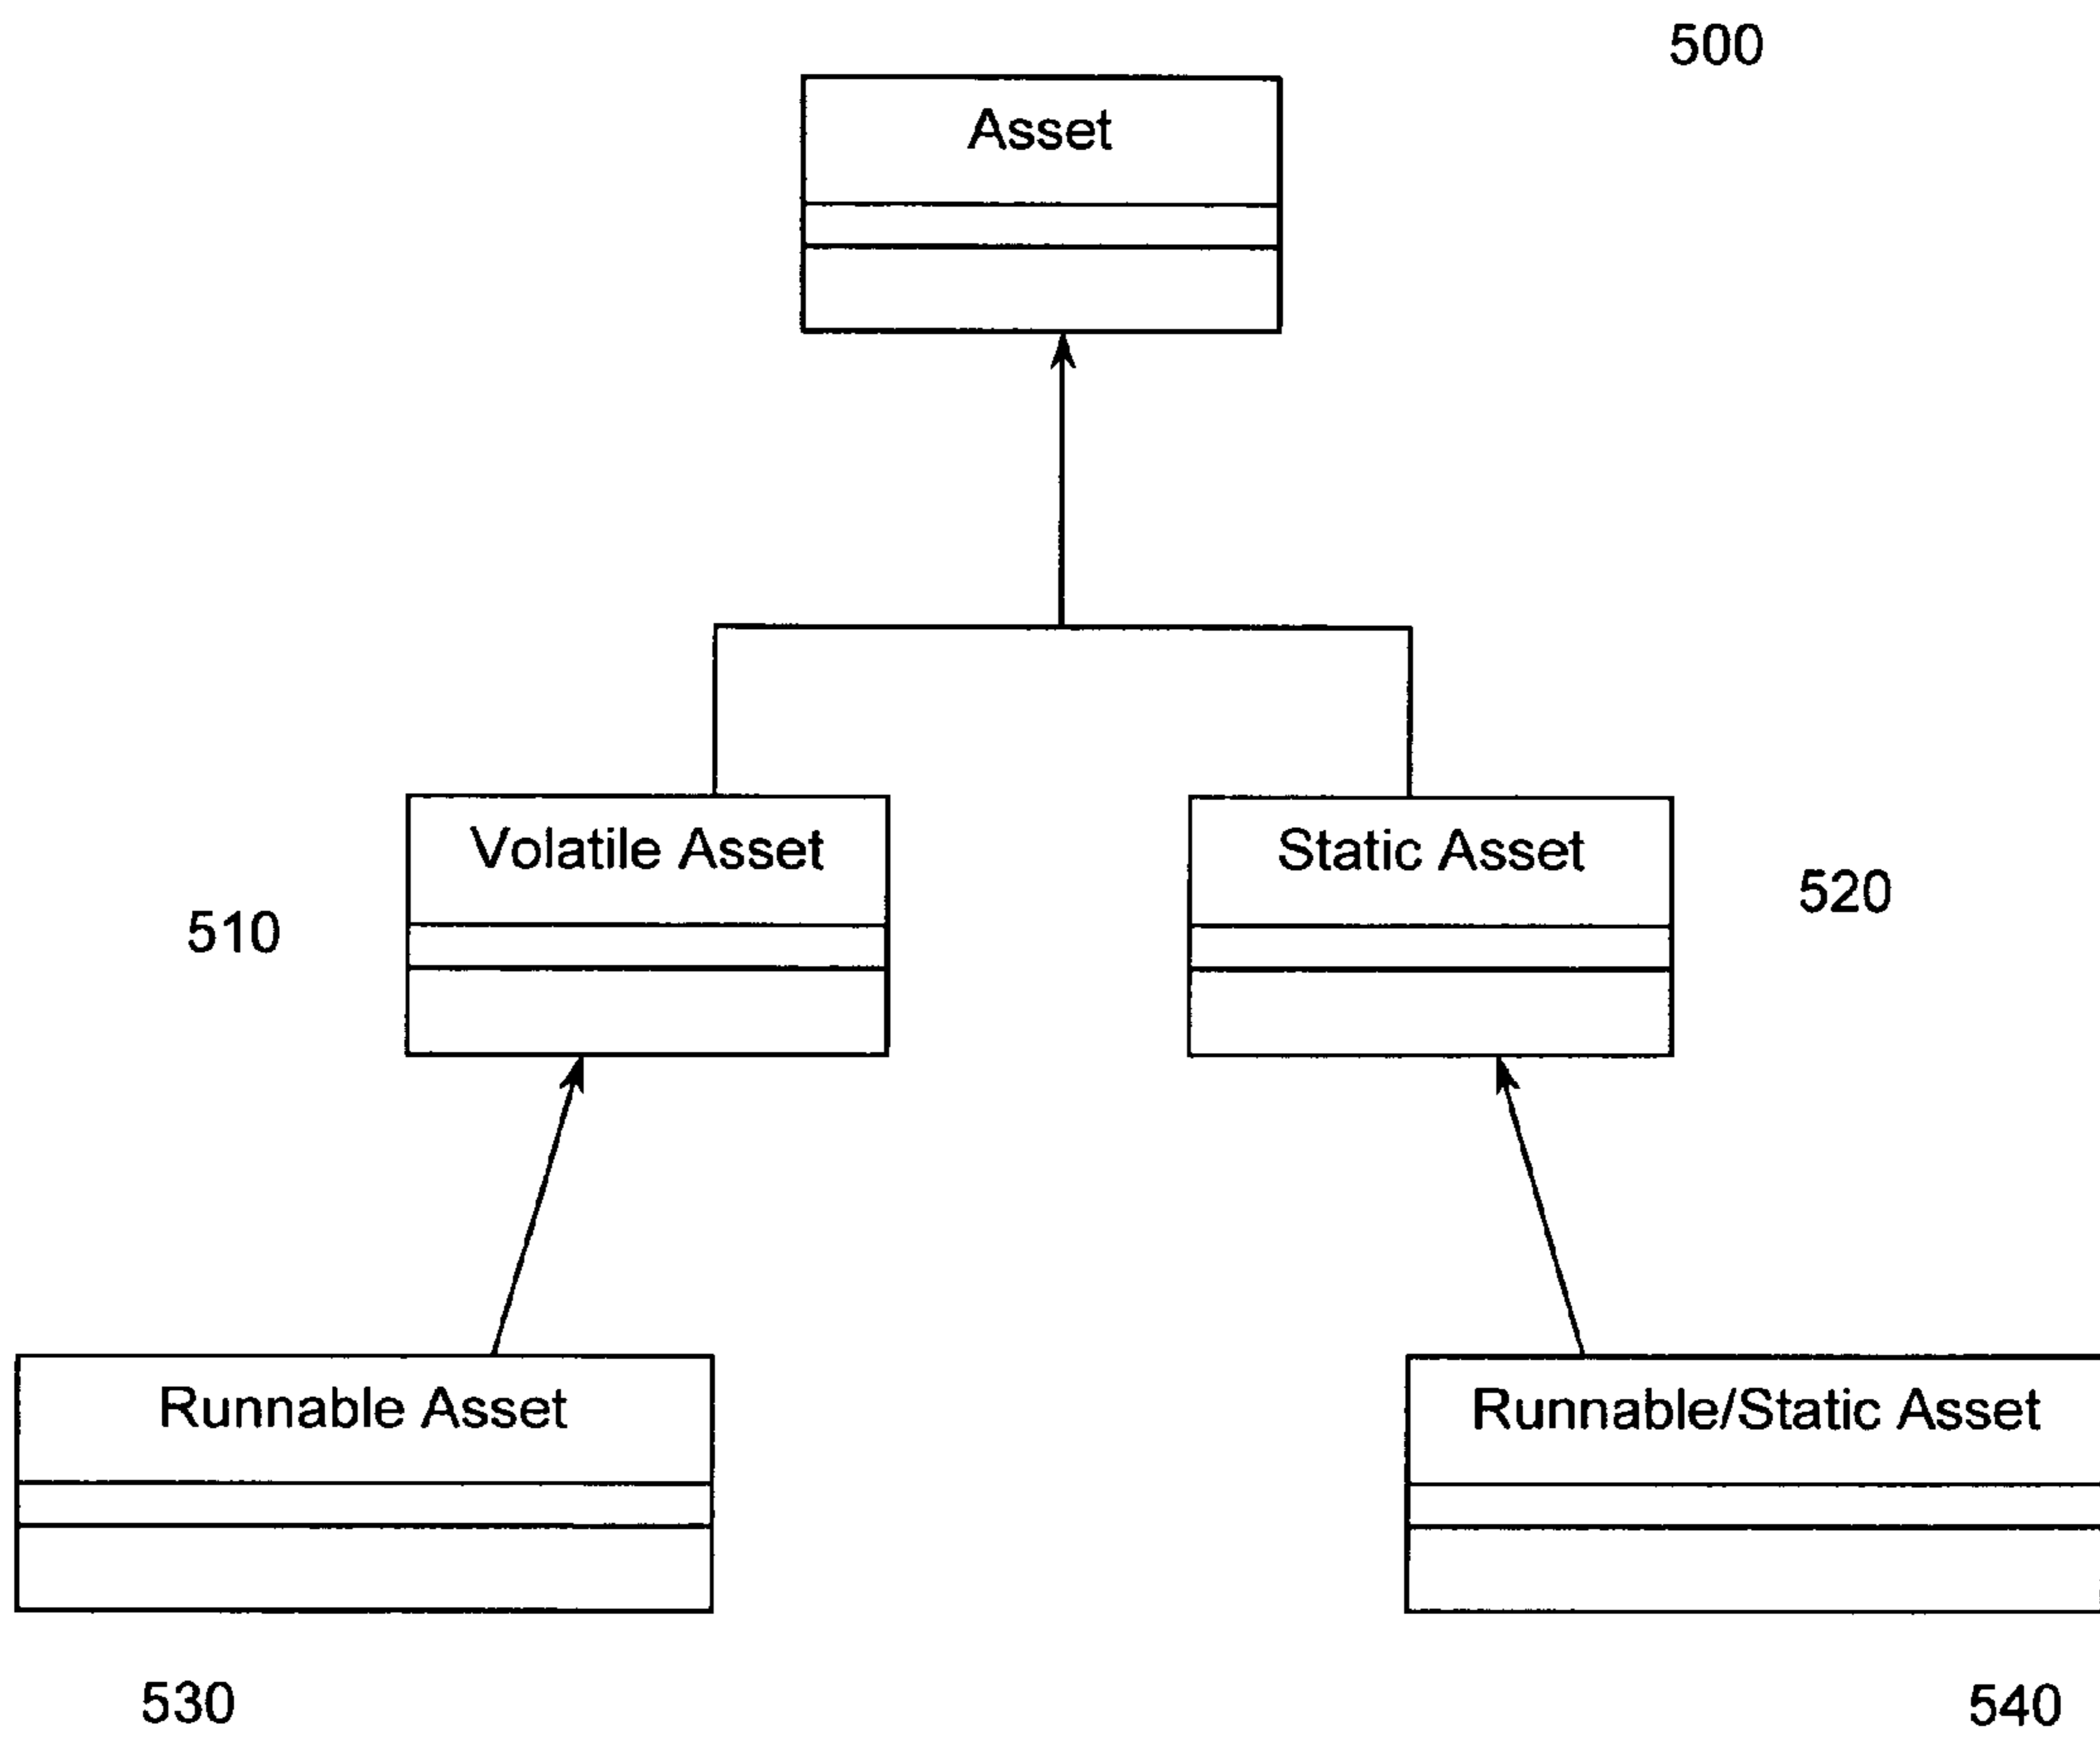 500
Asset
Volatile Asset
Static Asset
510
520
Runnable Asset
Runnable/Static Asset
530
540